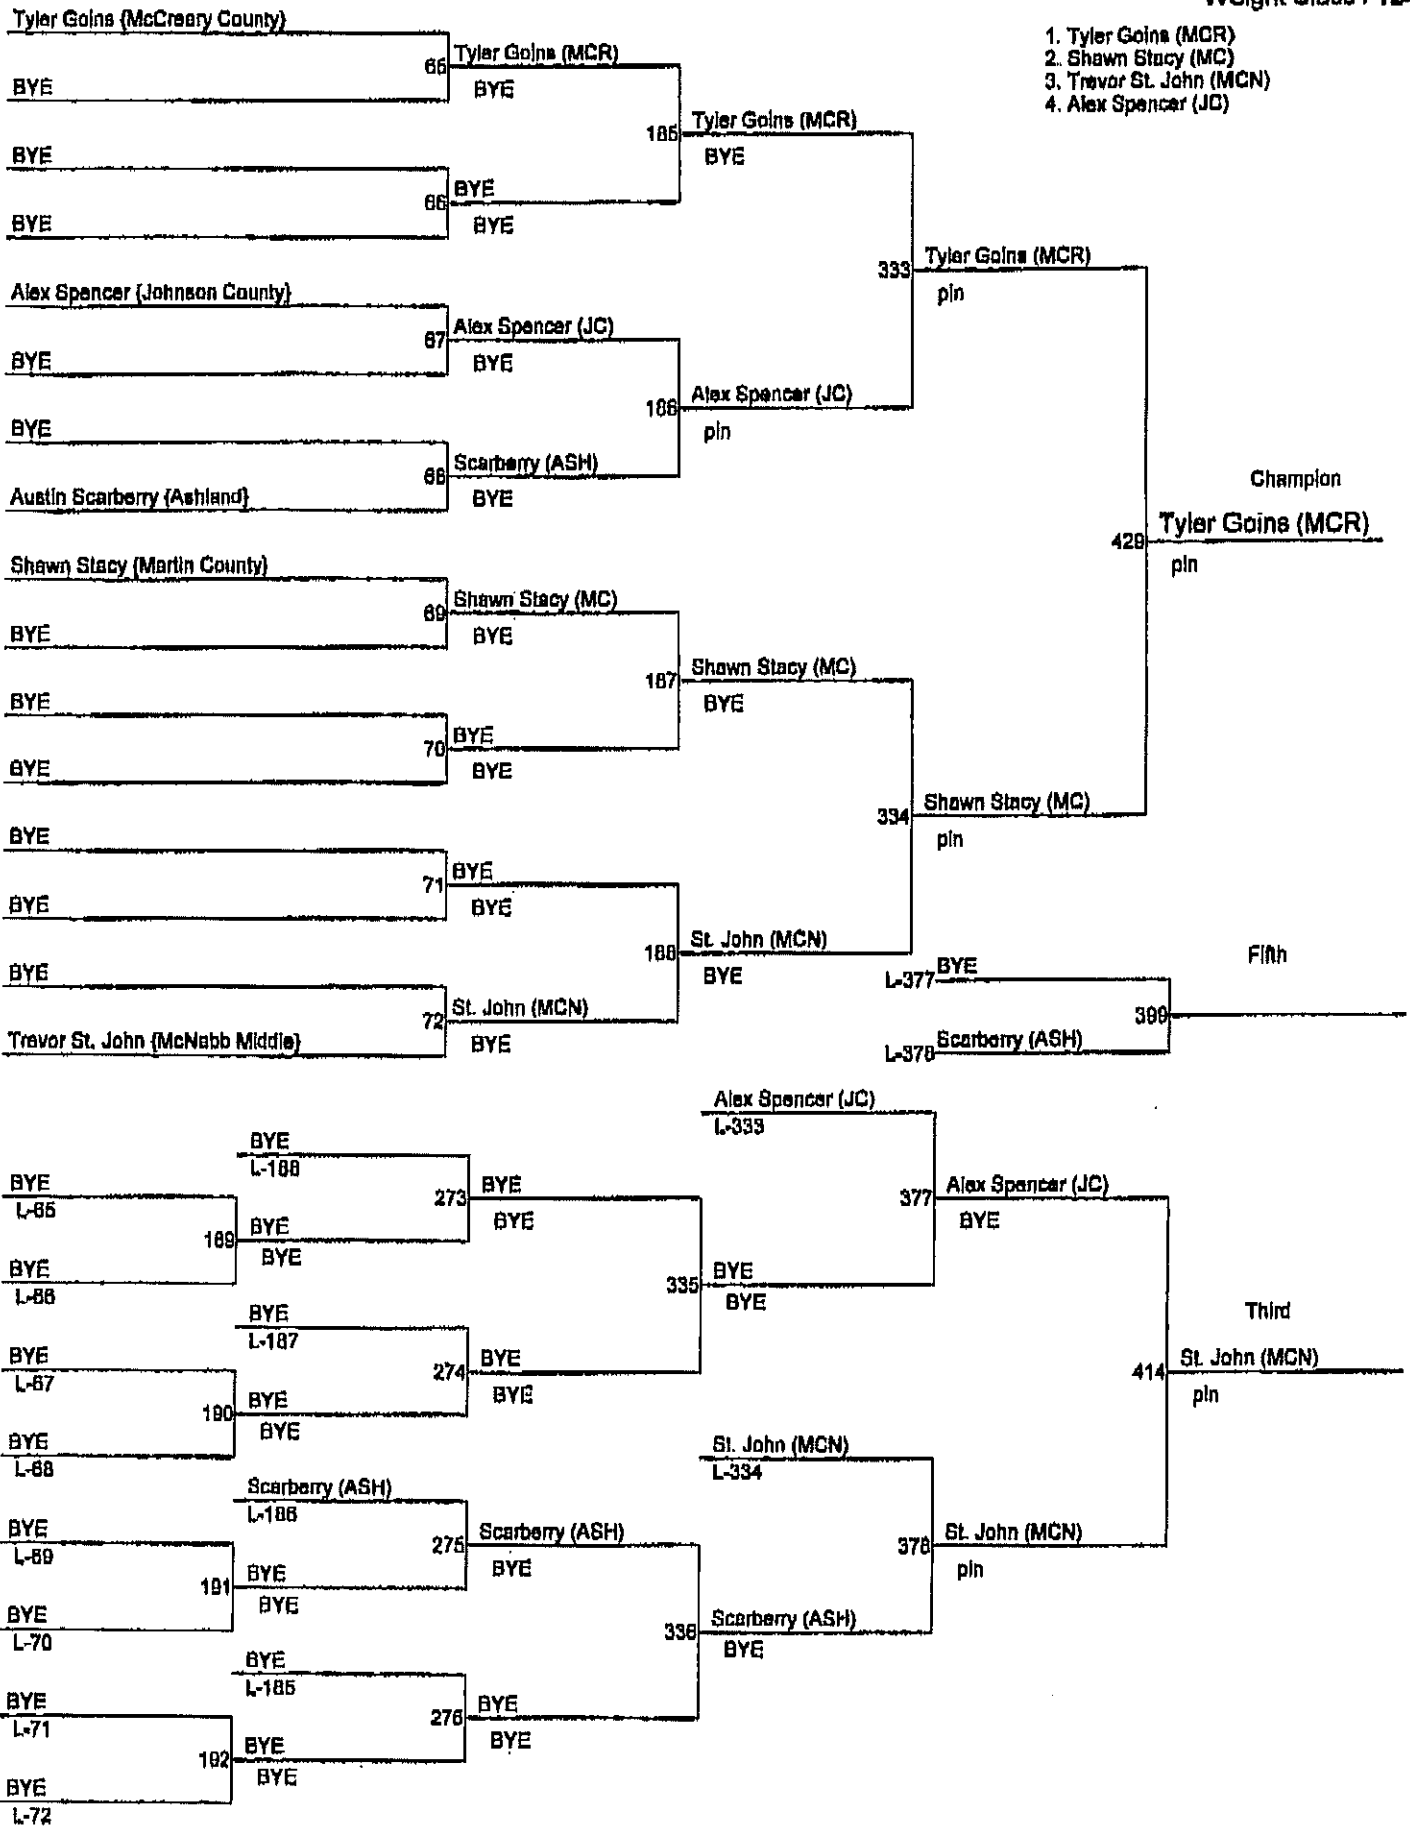 1. Tyler Goins (MCR)
2. Shawn Stacy (MC)
3. Trevor St. John (MCN)
4. Alex Spencer (JC)
Tyler Goins {McCreary County}
65
Tyler Goins (MCR)
BYE
BYE
185
Tyler Goins (MCR)
BYE
BYE
66
BYE
BYE
BYE
333
Tyler Goins (MCR)
pin
Alex Spencer {Johnson County}
67
Alex Spencer (JC)
BYE
BYE
186
Alex Spencer (JC)
pin
BYE
68
Scarberry (ASH)
BYE
Austin Scarberry {Ashland}
Champion
429
Tyler Goins (MCR)
pin
Shawn Stacy {Martin County}
69
Shawn Stacy (MC)
BYE
BYE
187
Shawn Stacy (MC)
BYE
BYE
70
BYE
BYE
BYE
334
Shawn Stacy (MC)
pin
BYE
71
BYE
BYE
BYE
188
St. John (MCN)
BYE
BYE
72
St. John (MCN)
BYE
Trevor St. John {McNabb Middle}
Fifth
L-377
BYE
399
L-378
Scarberry (ASH)
Alex Spencer (JC)
L-333
BYE
L-188
BYE
L-65
273
BYE
BYE
377
Alex Spencer (JC)
BYE
189
BYE
BYE
BYE
L-66
335
BYE
BYE
BYE
L-187
Third
BYE
L-67
274
BYE
BYE
414
St. John (MCN)
pin
190
BYE
BYE
BYE
L-68
St. John (MCN)
L-334
Scarberry (ASH)
L-186
BYE
L-69
275
Scarberry (ASH)
BYE
378
St. John (MCN)
pin
191
BYE
BYE
BYE
L-70
336
Scarberry (ASH)
BYE
BYE
L-185
BYE
L-71
276
BYE
BYE
192
BYE
BYE
BYE
L-72